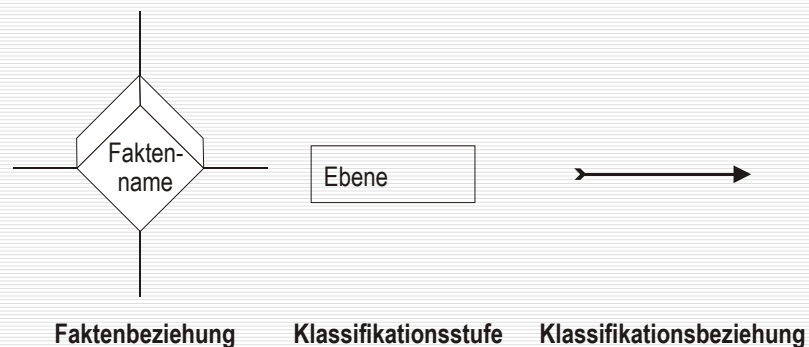 Fakten-
name
Ebene
Faktenbeziehung Klassifikationsstufe Klassifikationsbeziehung